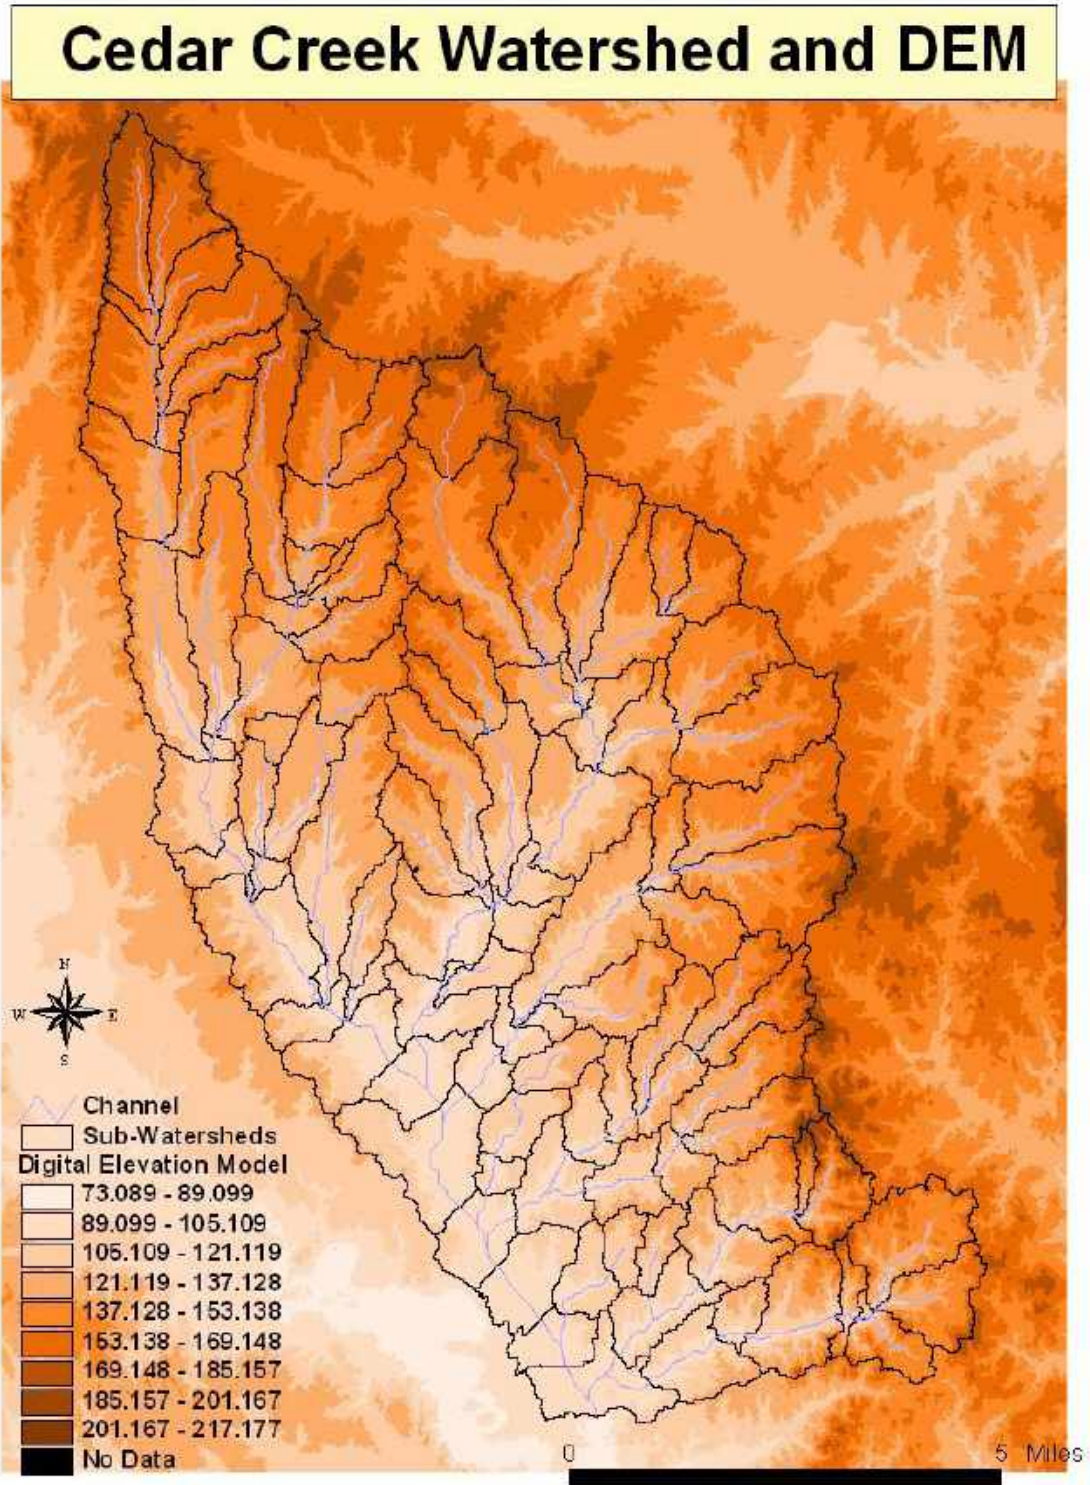 Cedar Creek Watershed and DEM
N
W E
S
Channel
Sub-Watersheds
Digital Elevation Model
73.089 - 89.099
89.099 - 105.109
105.109 - 121.119
121.119 - 137.128
137.128 - 153.138
153.138 - 169.148
169.148 - 185.157
185.157 - 201.167
201.167 - 217.177
No Data
0 5 Miles